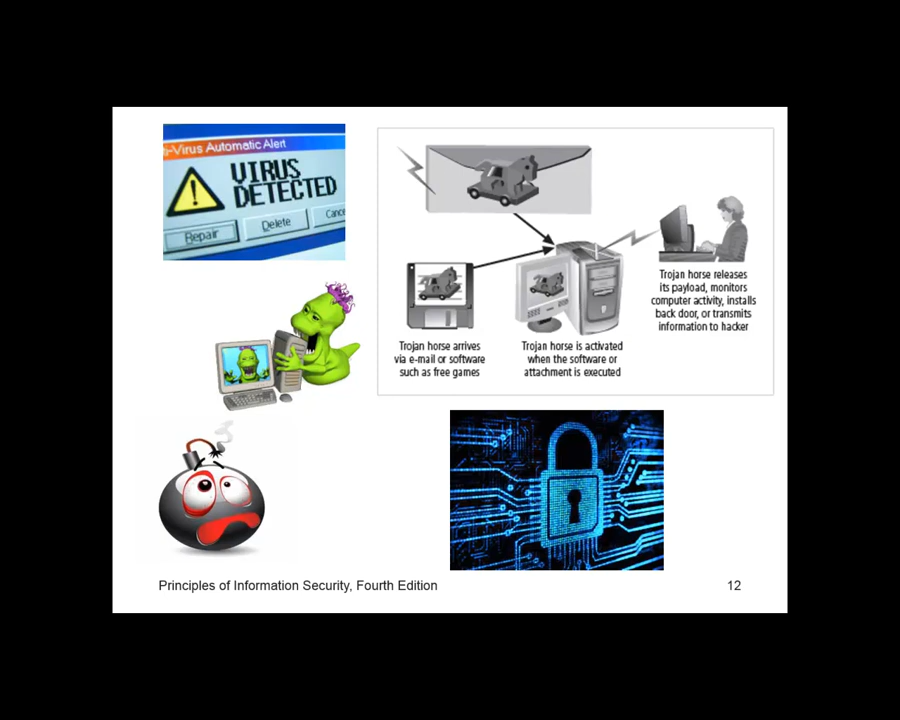 -Virus Automatic Alert
VIRUS
DETECTED
Repair
Delete
Cance
Trojan horse arrives
via e-mail or software
such as free games
Trojan horse is activated
when the software or
attachment is executed
Trojan horse releases
its payload, monitors
computer activity, installs
back door, or transmits
information to hacker
Principles of Information Security, Fourth Edition
12